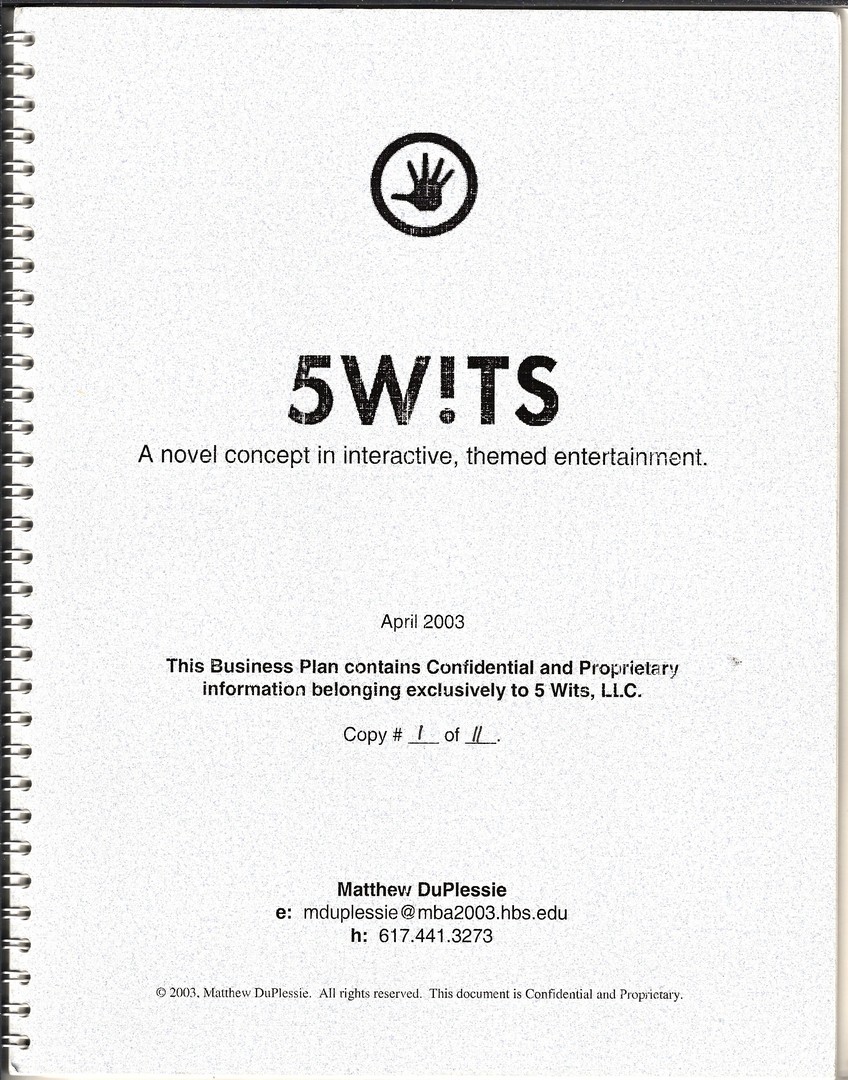 5W!TS
A novel concept in interactive, themed entertainment.
April 2003
This Business Plan contains Confidential and Proprietary
information belonging exclusively to 5 Wits, LLC.
Copy # 1 of 11.
Matthew DuPlessie
e: mduplessie@mba2003.hbs.edu
h: 617.441.3273
© 2003, Matthew DuPlessie. All rights reserved. This document is Confidential and Proprietary.